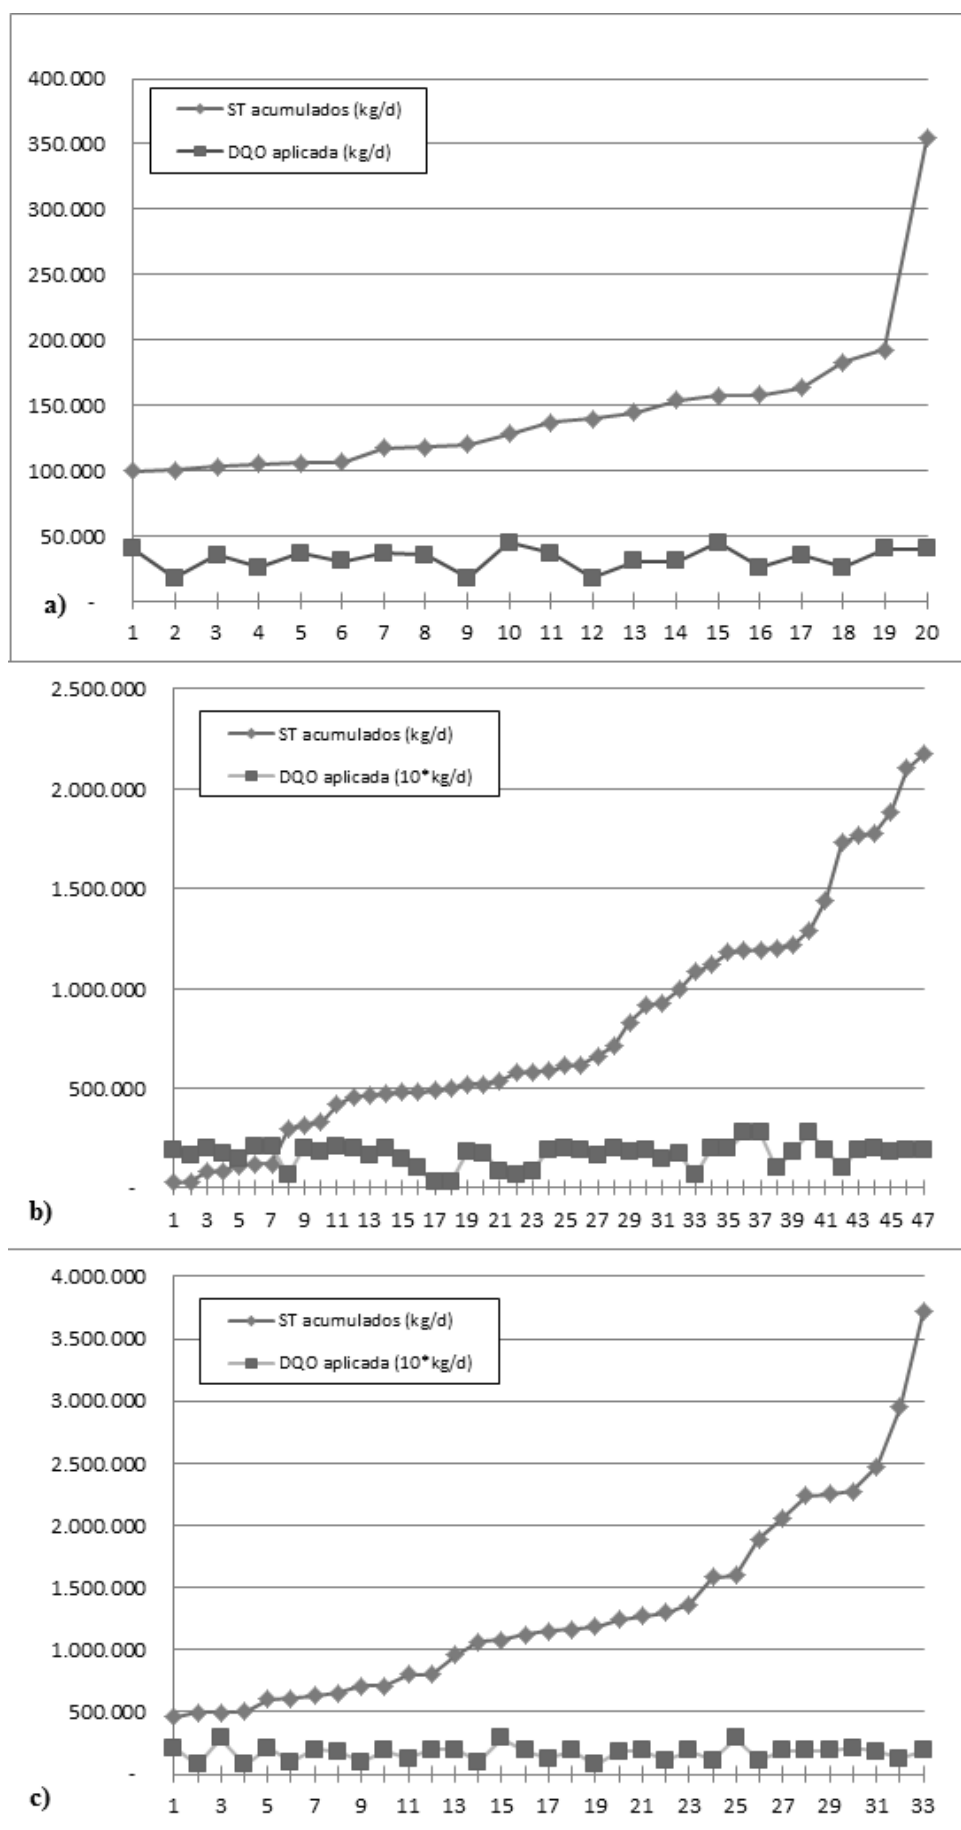 400.000
ST acumulados (kg/d)
350.000
DQO aplicada (kg/d)
300.000
250.000
200.000
150.000
100.000
50.000
a) -
1 2 3 4 5 6 7 8 9 10 11 12 13 14 15 16 17 18 19 20
2.500.000
ST acumulados (kg/d)
DQO aplicada (10*kg/d)
2.000.000
1.500.000
1.000.000
500.000
-
b)
1 3 5 7 9 11 13 15 17 19 21 23 25 27 29 31 33 35 37 39 41 43 45 47
4.000.000
ST acumulados (kg/d)
3.500.000
DQO aplicada (10*kg/d)
3.000.000
2.500.000
2.000.000
1.500.000
1.000.000
500.000
-
c)
1 3 5 7 9 11 13 15 17 19 21 23 25 27 29 31 33